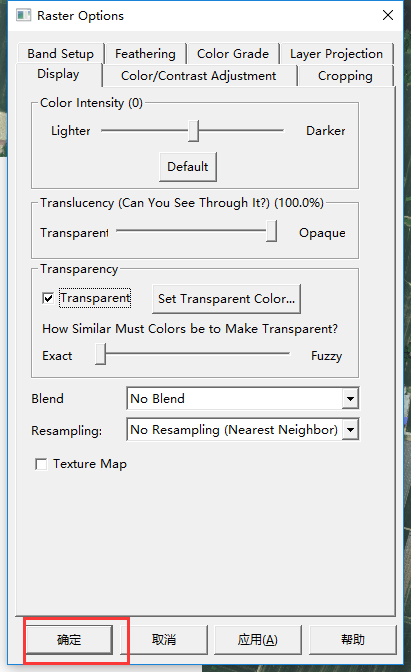 Raster Options
Band Setup Feathering Color Grade Layer Projection
Display Color/Contrast Adjustment Cropping
Color Intensity (0)
Lighter Darker
Default
Translucency (Can You See Through It?) (100.0%)
Transparent Opaque
Transparency
Transparent Set Transparent Color...
How Similar Must Colors be to Make Transparent?
Exact Fuzzy
Blend No Blend
Resampling: No Resampling (Nearest Neighbor)
Texture Map
确定 取消 应用(A) 帮助